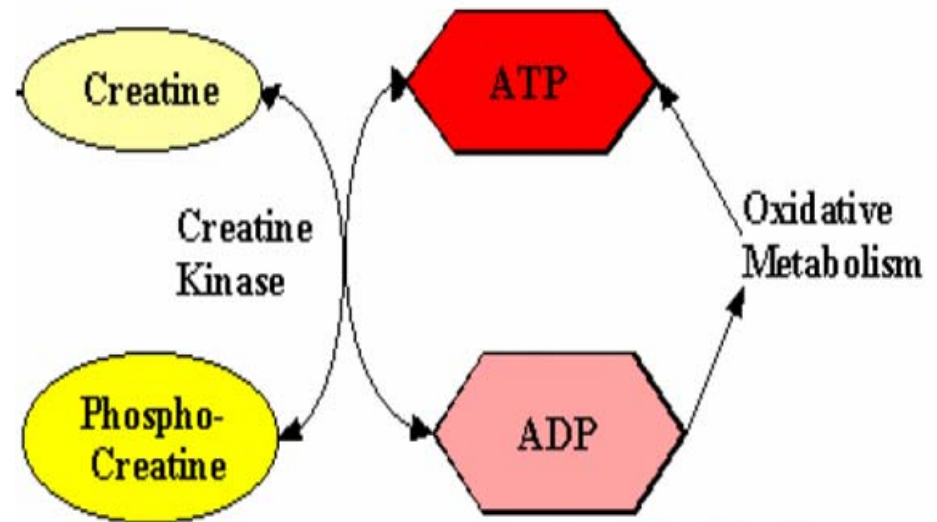 Creatine
ATP
Creatine
Kinase
Oxidative
Metabolism
Phospho-
Creatine
ADP